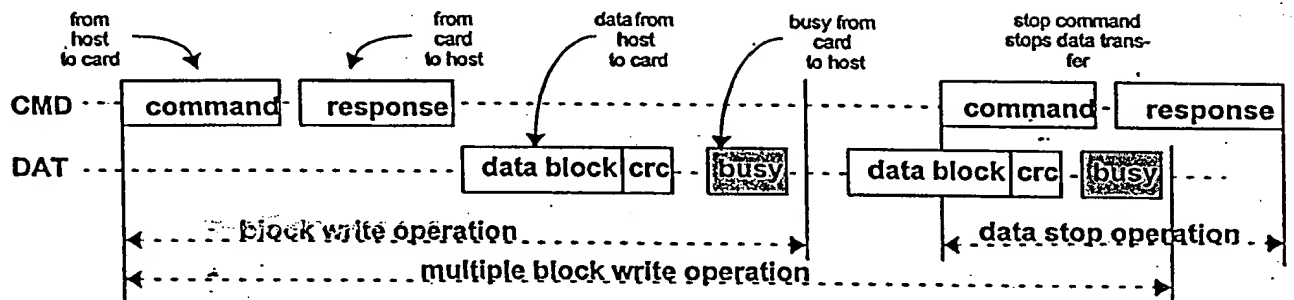 from
host
to card
from
card
to host
data from
host
to card
busy from
card
to host
stop command
stops data trans-
fer
CMD command response command response
DAT data block crc busy data block crc busy
block write operation data stop operation
multiple block write operation